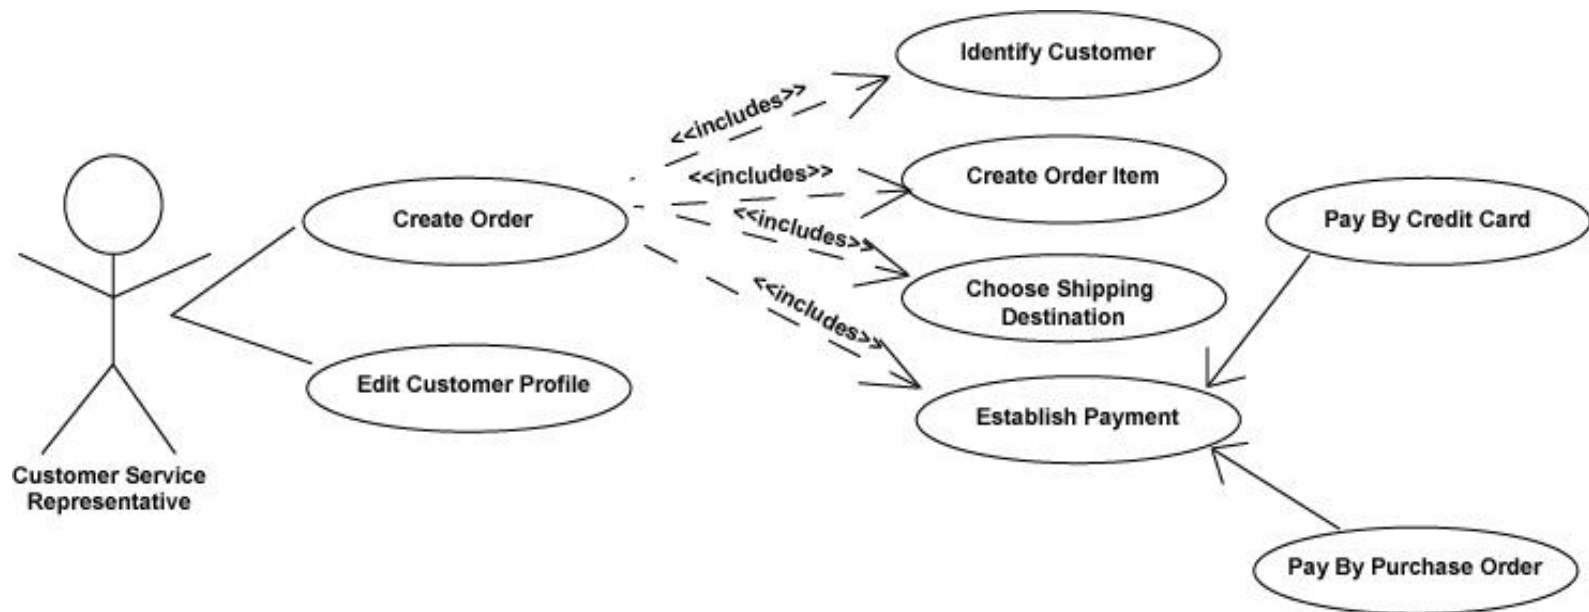 Identify Customer
<<includes>>
Create Order Item
<<includes>>
Create Order
<<includes>>
Pay By Credit Card
Choose Shipping
Destination
<<includes>>
Edit Customer Profile
Establish Payment
Customer Service
Representative
Pay By Purchase Order